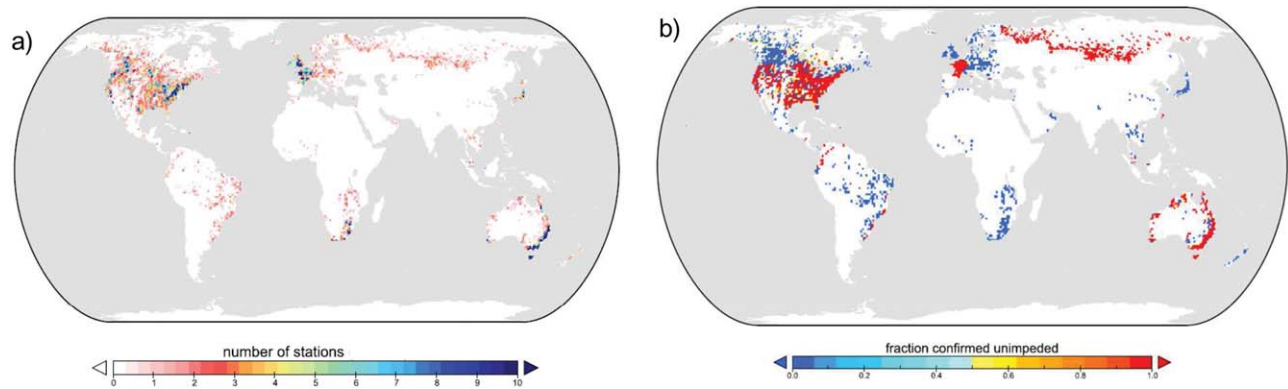 a)
number of stations
0 1 2 3 4 5 6 7 8 9 10
b)
fraction confirmed unimpeded
0.0 0.2 0.4 0.6 0.8 1.0